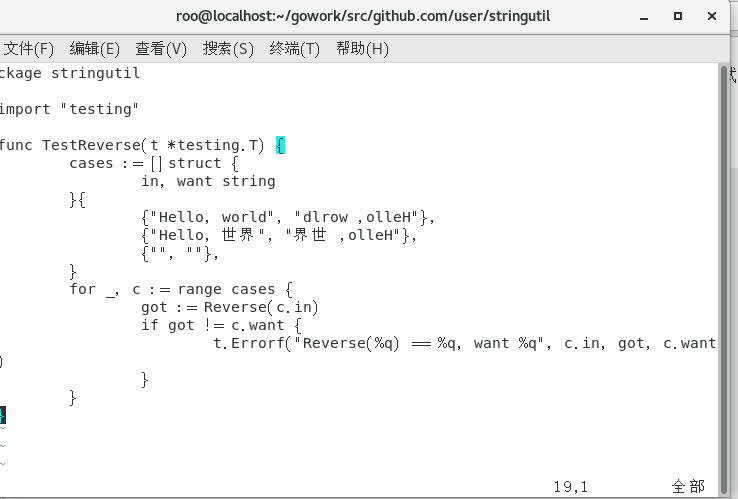 roo@localhost:~/gowork/src/github.com/user/stringutil
文件(F) 编辑(E) 查看(V) 搜索(S) 终端(T) 帮助(H)
ckage stringutil
import "testing"
func TestReverse(t *testing.T) {
cases := []struct {
in, want string
}{
{"Hello, world", "dlrow ,olleH"},
{"Hello, 世界", "界世 ,olleH"},
{"", ""},
}
for _, c := range cases {
got := Reverse(c.in)
if got != c.want {
t.Errorf("Reverse(%q) == %q, want %q", c.in, got, c.want
)
}
}
}
~
~
~
19,1 全部